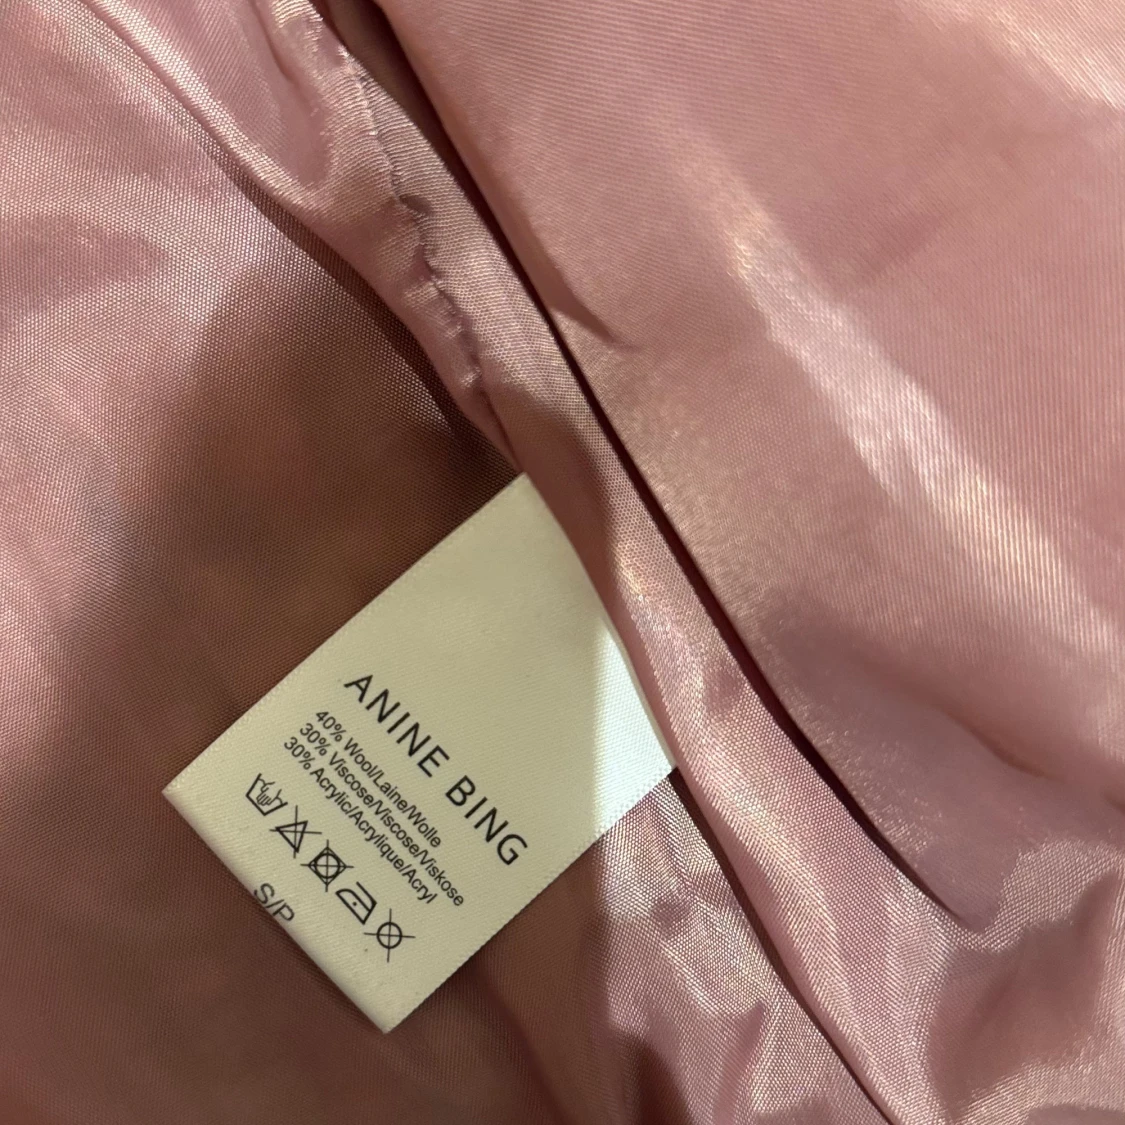 ANINE BING
40% Wool/Laine/Wolle
30% Viscose/Viscose/Viskose
30% Acrylic/Acrylique/Acryl
S/P